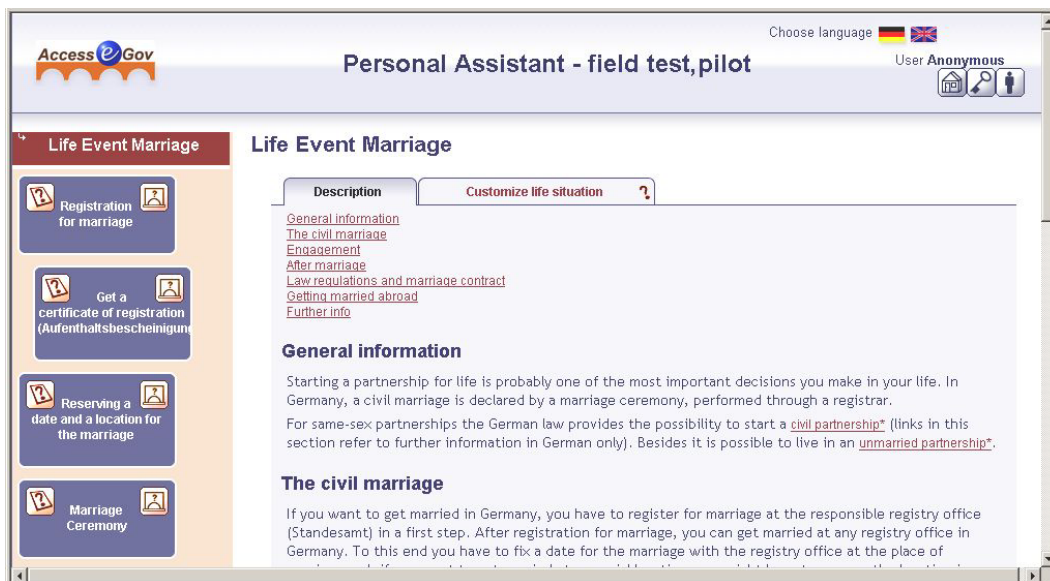 Choose language
Access e Gov
Personal Assistant - field test,pilot
User Anonymous
Life Event Marriage
Registration
for marriage
Get a
certificate of registration
(Aufenthaltsbescheinigun
Reserving a
date and a location for
the marriage
Marriage
Ceremony
Life Event Marriage
Description
Customize life situation ?
General information
The civil marriage
Engagement
After marriage
Law regulations and marriage contract
Getting married abroad
Further info
General information
Starting a partnership for life is probably one of the most important decisions you make in your life. In
Germany, a civil marriage is declared by a marriage ceremony, performed through a registrar.
For same-sex partnerships the German law provides the possibility to start a civil partnership* (links in this
section refer to further information in German only). Besides it is possible to live in an unmarried partnership*.
The civil marriage
If you want to get married in Germany, you have to register for marriage at the responsible registry office
(Standesamt) in a first step. After registration for marriage, you can get married at any registry office in
Germany. To this end you have to fix a date for the marriage with the registry office at the place of